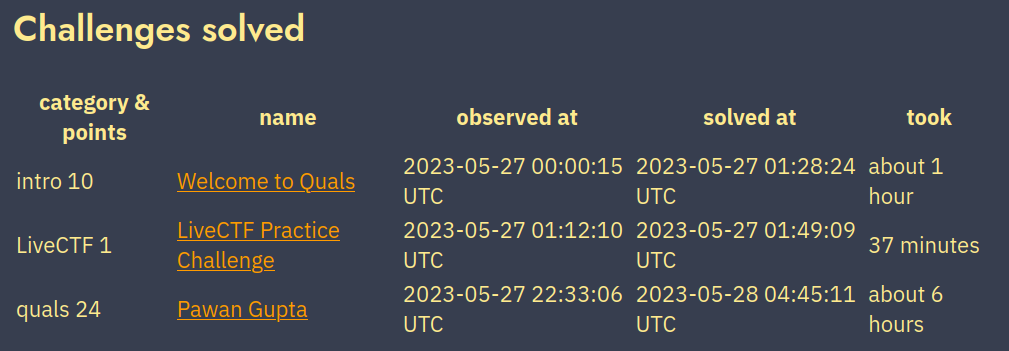 Challenges solved
category & points name observed at solved at took
intro 10 Welcome to Quals 2023-05-27 00:00:15 UTC 2023-05-27 01:28:24 UTC about 1 hour
LiveCTF 1 LiveCTF Practice Challenge 2023-05-27 01:12:10 UTC 2023-05-27 01:49:09 UTC 37 minutes
quals 24 Pawan Gupta 2023-05-27 22:33:06 UTC 2023-05-28 04:45:11 UTC about 6 hours